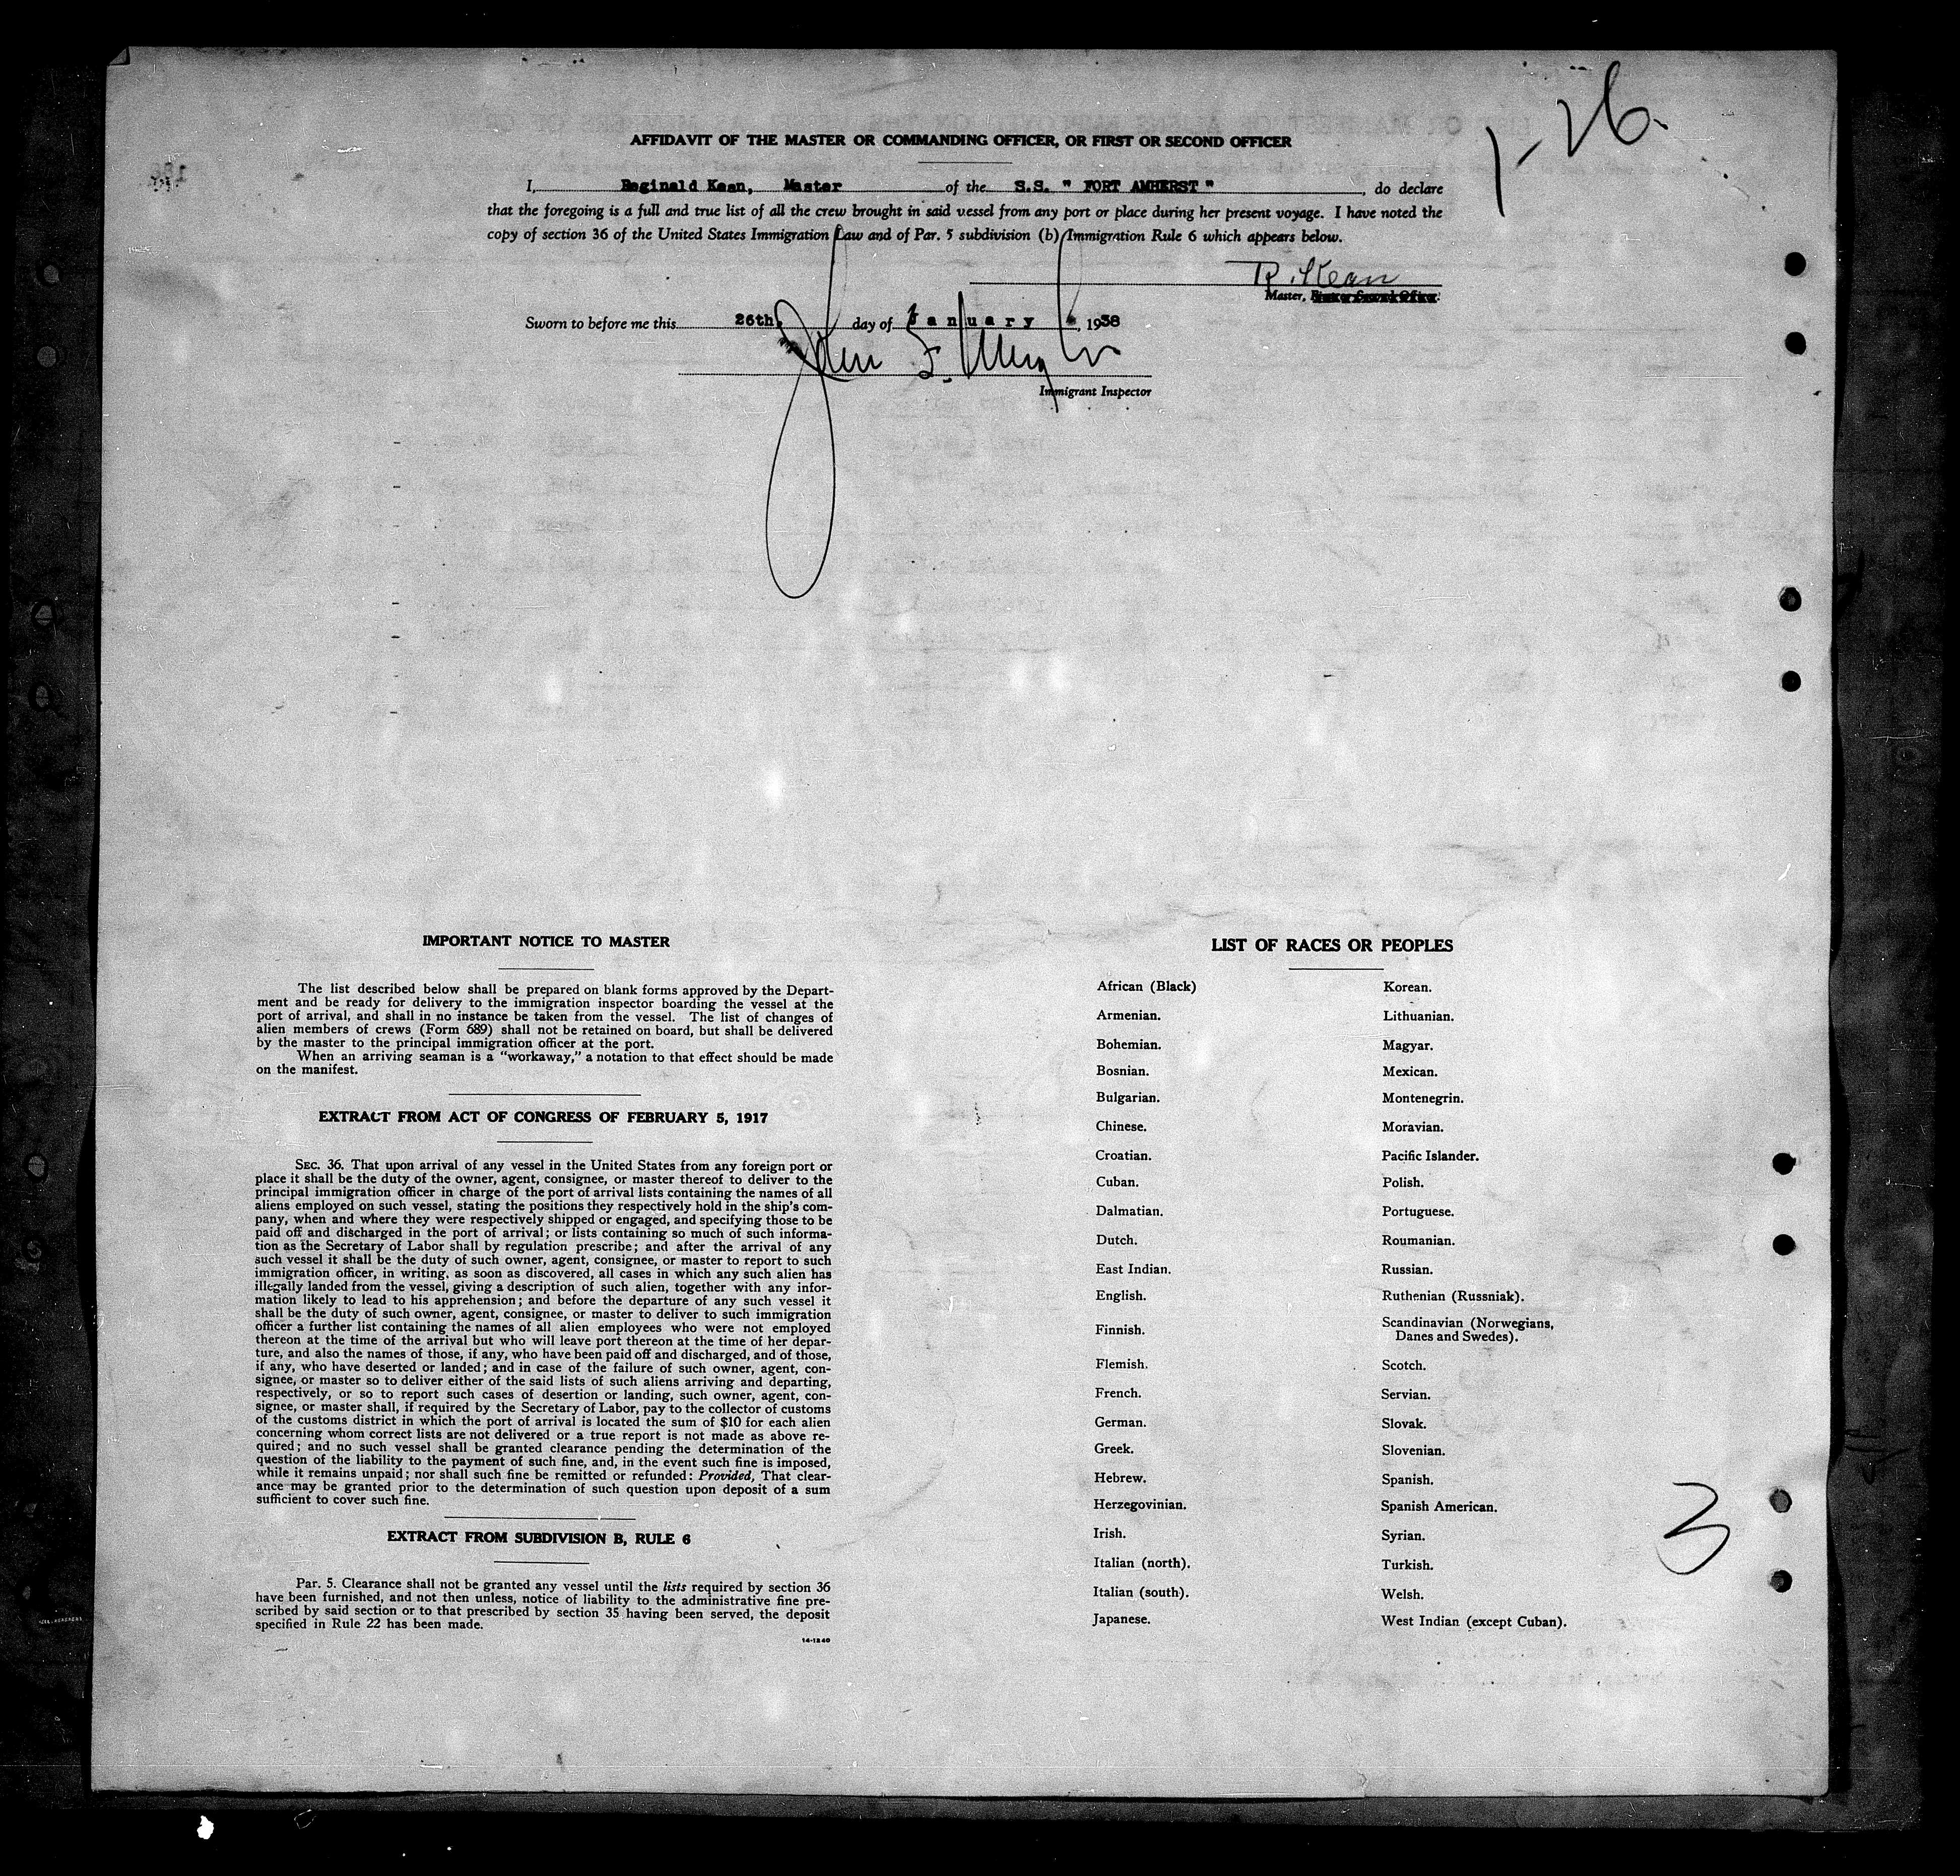 1-26.
AFFIDAVIT OF THE MASTER OR COMMANDING OFFICER, OR FIRST OR SECOND OFFICER
I, Reginald Kean, Master of the S.S. " FORT AMHERST " , do declare
that the foregoing is a full and true list of all the crew brought in said vessel from any port or place during her present voyage. I have noted the
copy of section 36 of the United States Immigration Law and of Par. 5 subdivision (b) Immigration Rule 6 which appears below.
R. Kean
Master,
Sworn to before me this 26th day of January , 1938
John F.
Immigrant Inspector
IMPORTANT NOTICE TO MASTER
The list described below shall be prepared on blank forms approved by the Depart-
ment and be ready for delivery to the immigration inspector boarding the vessel at the
port of arrival, and shall in no instance be taken from the vessel. The list of changes of
alien members of crews (Form 689) shall not be retained on board, but shall be delivered
by the master to the principal immigration officer at the port.
When an arriving seaman is a "workaway," a notation to that effect should be made
on the manifest.
EXTRACT FROM ACT OF CONGRESS OF FEBRUARY 5, 1917
SEC. 36. That upon arrival of any vessel in the United States from any foreign port or
place it shall be the duty of the owner, agent, consignee, or master thereof to deliver to the
principal immigration officer in charge of the port of arrival lists containing the names of all
aliens employed on such vessel, stating the positions they respectively hold in the ship's com-
pany, when and where they were respectively shipped or engaged, and specifying those to be
paid off and discharged in the port of arrival; or lists containing so much of such informa-
tion as the Secretary of Labor shall by regulation prescribe; and after the arrival of any
such vessel it shall be the duty of such owner, agent, consignee, or master to report to such
immigration officer, in writing, as soon as discovered, all cases in which any such alien has
illegally landed from the vessel, giving a description of such alien, together with any infor-
mation likely to lead to his apprehension; and before the departure of any such vessel it
shall be the duty of such owner, agent, consignee, or master to deliver to such immigration
officer a further list containing the names of all alien employees who were not employed
thereon at the time of the arrival but who will leave port thereon at the time of her depar-
ture, and also the names of those, if any, who have been paid off and discharged, and of those,
if any, who have deserted or landed; and in case of the failure of such owner, agent, con-
signee, or master so to deliver either of the said lists of such aliens arriving and departing,
respectively, or so to report such cases of desertion or landing, such owner, agent, con-
signee, or master shall, if required by the Secretary of Labor, pay to the collector of customs
of the customs district in which the port of arrival is located the sum of $10 for each alien
concerning whom correct lists are not delivered or a true report is not made as above re-
quired; and no such vessel shall be granted clearance pending the determination of the
question of the liability to the payment of such fine, and, in the event such fine is imposed,
while it remains unpaid; nor shall such fine be remitted or refunded: Provided, That clear-
ance may be granted prior to the determination of such question upon deposit of a sum
sufficient to cover such fine.
EXTRACT FROM SUBDIVISION B, RULE 6
Par. 5. Clearance shall not be granted any vessel until the lists required by section 36
have been furnished, and not then unless, notice of liability to the administrative fine pre-
scribed by said section or to that prescribed by section 35 having been served, the deposit
specified in Rule 22 has been made.
14-1240
LIST OF RACES OR PEOPLES
African (Black)
Armenian.
Bohemian.
Bosnian.
Bulgarian.
Chinese.
Croatian.
Cuban.
Dalmatian.
Dutch.
East Indian.
English.
Finnish.
Flemish.
French.
German.
Greek.
Hebrew.
Herzegovinian.
Irish.
Italian (north).
Italian (south).
Japanese.
Korean.
Lithuanian.
Magyar.
Mexican.
Montenegrin.
Moravian.
Pacific Islander.
Polish.
Portuguese.
Roumanian.
Russian.
Ruthenian (Russniak).
Scandinavian (Norwegians,
Danes and Swedes).
Scotch.
Servian.
Slovak.
Slovenian.
Spanish.
Spanish American.
Syrian.
Turkish.
Welsh.
West Indian (except Cuban).
3